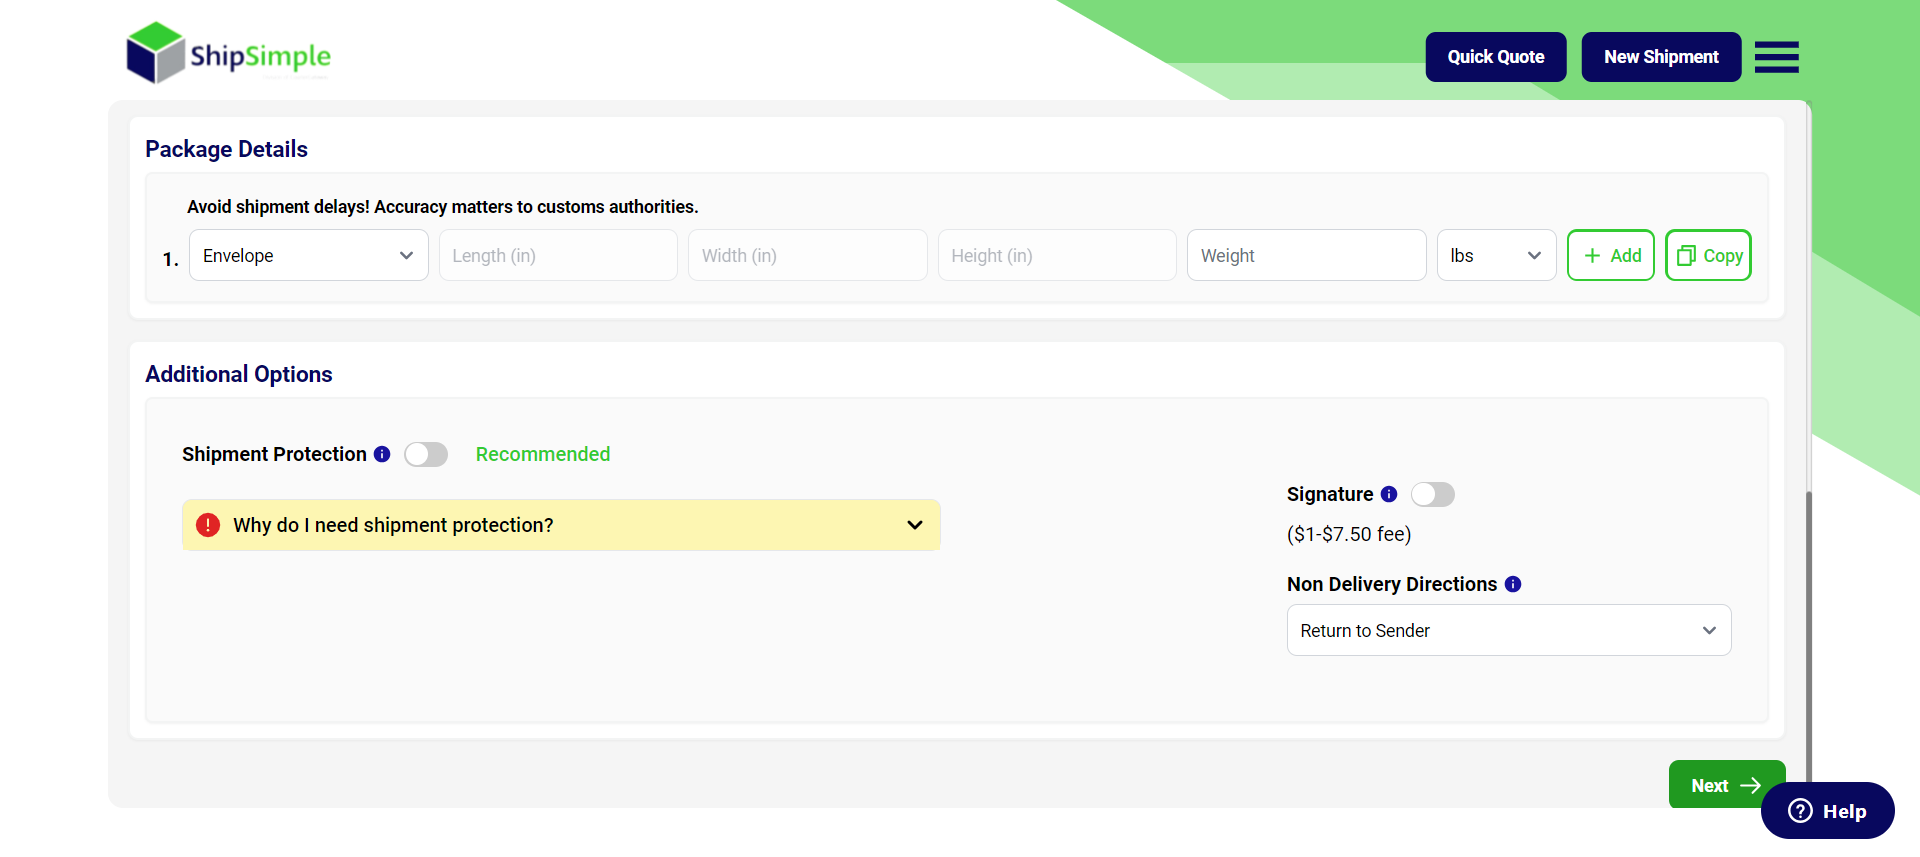 ShipSimple
Quick Quote
New Shipment
Package Details
Avoid shipment delays! Accuracy matters to customs authorities.
1. Envelope Length (in) Width (in) Height (in) Weight lbs + Add Copy
Additional Options
Shipment Protection i Recommended
! Why do I need shipment protection?
Signature i
($1-$7.50 fee)
Non Delivery Directions i
Return to Sender
Next →
? Help